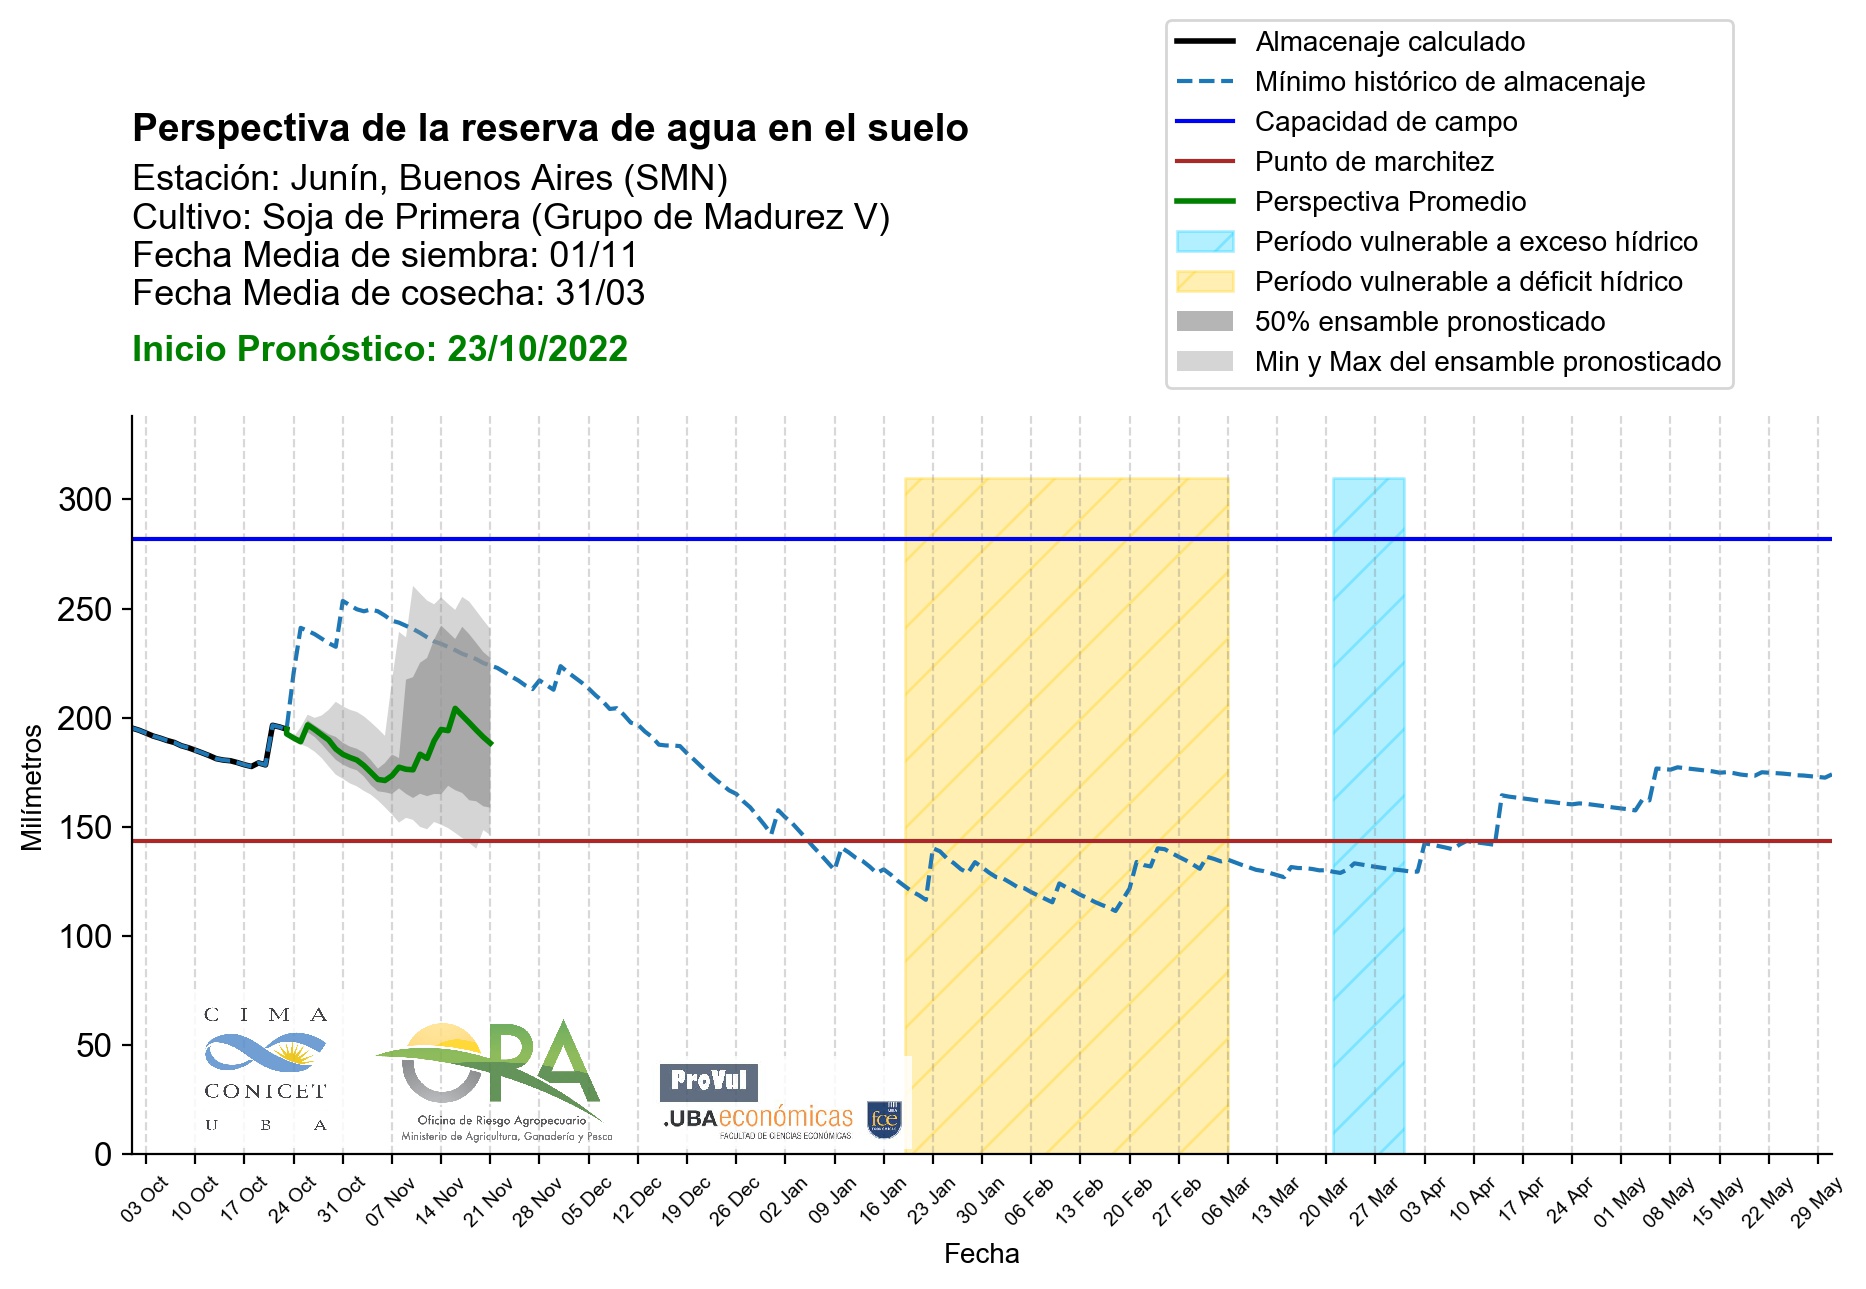 Almacenaje calculado
Mínimo histórico de almacenaje
Capacidad de campo
Punto de marchitez
Perspectiva Promedio
Período vulnerable a exceso hídrico
Período vulnerable a déficit hídrico
50% ensamble pronosticado
Min y Max del ensamble pronosticado
Perspectiva de la reserva de agua en el suelo
Estación: Junín, Buenos Aires (SMN)
Cultivo: Soja de Primera (Grupo de Madurez V)
Fecha Media de siembra: 01/11
Fecha Media de cosecha: 31/03
Inicio Pronóstico: 23/10/2022
Milímetros
300
250
200
150
100
50
0
C I M A
CONICET
U B A
ORA
Oficina de Riesgo Agropecuario
Ministerio de Agricultura, Ganadería y Pesca
ProVul
.UBAeconómicas
FACULTAD DE CIENCIAS ECONÓMICAS
UBA
fce
ECONÓMICAS
03 Oct
10 Oct
17 Oct
24 Oct
31 Oct
07 Nov
14 Nov
21 Nov
28 Nov
05 Dec
12 Dec
19 Dec
26 Dec
02 Jan
09 Jan
16 Jan
23 Jan
30 Jan
06 Feb
13 Feb
20 Feb
27 Feb
06 Mar
13 Mar
20 Mar
27 Mar
03 Apr
10 Apr
17 Apr
24 Apr
01 May
08 May
15 May
22 May
29 May
Fecha